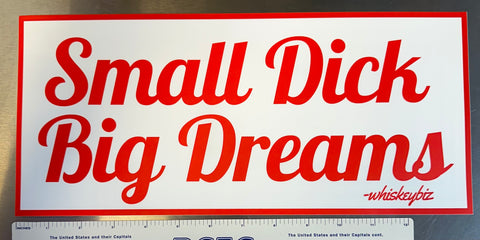 Small Dick
Big Dreams
-whiskeybiz
The United States and their Capitals
The United States and their Capitals cont.